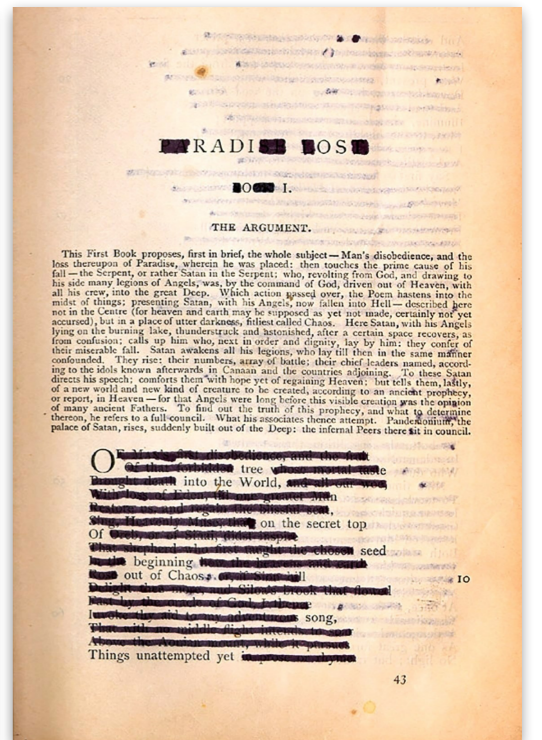 RADI OS
O I.
THE ARGUMENT.
This First Book proposes, first in brief, the whole subject — Man's disobedience, and the
loss thereupon of Paradise, wherein he was placed: then touches the prime cause of his
fall — the Serpent, or rather Satan in the Serpent; who, revolting from God, and drawing to
his side many legions of Angels, was, by the command of God, driven out of Heaven, with
all his crew, into the great Deep. Which action passed over, the Poem hastens into the
midst of things; presenting Satan, with his Angels, now fallen into Hell — described here
not in the Centre (for heaven and earth may be supposed as yet not made, certainly not yet
accursed), but in a place of utter darkness, fitliest called Chaos. Here Satan, with his Angels
lying on the burning lake, thunderstruck and astonished, after a certain space recovers, as
from confusion; calls up him who, next in order and dignity, lay by him: they confer of
their miserable fall. Satan awakens all his legions, who lay till then in the same manner
confounded. They rise: their numbers, array of battle; their chief leaders named, accord-
ing to the idols known afterwards in Canaan and the countries adjoining. To these Satan
directs his speech; comforts them with hope yet of regaining Heaven; but tells them, lastly,
of a new world and new kind of creature to be created, according to an ancient prophecy,
or report, in Heaven — for that Angels were long before this visible creation was the opinion
of many ancient Fathers. To find out the truth of this prophecy, and what to determine
thereon, he refers to a full council. What his associates thence attempt. Pandemonium, the
palace of Satan, rises, suddenly built out of the Deep: the infernal Peers there sit in council.
O
tree
into the World,
on the secret top
Of
seed
beginning
out of Chaos
10
song,
Things unattempted yet
43